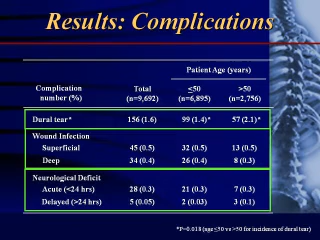 Results: Complications
Patient Age (years)
Complication number (%) Total (n=9,692) ≤50 (n=6,895) >50 (n=2,756)
Dural tear* 156 (1.6) 99 (1.4)* 57 (2.1)*
Wound Infection
Superficial 45 (0.5) 32 (0.5) 13 (0.5)
Deep 34 (0.4) 26 (0.4) 8 (0.3)
Neurological Deficit
Acute (<24 hrs) 28 (0.3) 21 (0.3) 7 (0.3)
Delayed (>24 hrs) 5 (0.05) 2 (0.03) 3 (0.1)
*P=0.018 (age ≤50 vs >50 for incidence of dural tear)